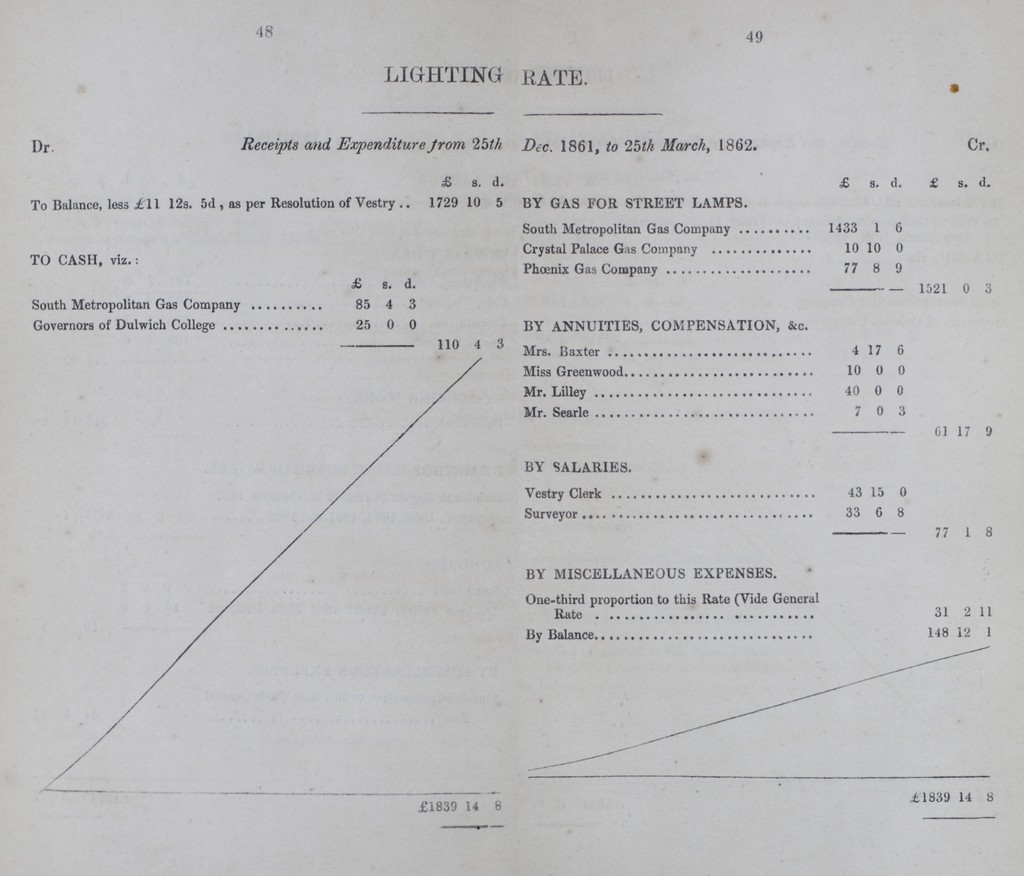 48
49
LIGHTING RATE.
Dr. Receipts and Expenditure from 25th Dec. 1861, to 25th March, 1862. Cr.
£ s. d.
To Balance, less £11 12s. 5d, as per Resolution of Vestry .. 1729 10 5
TO CASH, viz.:
£ s. d.
South Metropolitan Gas Company .......... 85 4 3
Governors of Dulwich College .............. 25 0 0
110 4 3
£1839 14 8
£ s. d. £ s. d.
BY GAS FOR STREET LAMPS.
South Metropolitan Gas Company .......... 1433 1 6
Crystal Palace Gas Company .............. 10 10 0
Phœnix Gas Company .................... 77 8 9
1521 0 3
BY ANNUITIES, COMPENSATION, &c.
Mrs. Baxter ............................ 4 17 6
Miss Greenwood.......................... 10 0 0
Mr. Lilley .............................. 40 0 0
Mr. Searle .............................. 7 0 3
61 17 9
BY SALARIES.
Vestry Clerk ............................ 43 15 0
Surveyor ................................ 33 6 8
77 1 8
BY MISCELLANEOUS EXPENSES.
One-third proportion to this Rate (Vide General
Rate . ............................ 31 2 11
By Balance.............................. 148 12 1
£1839 14 8